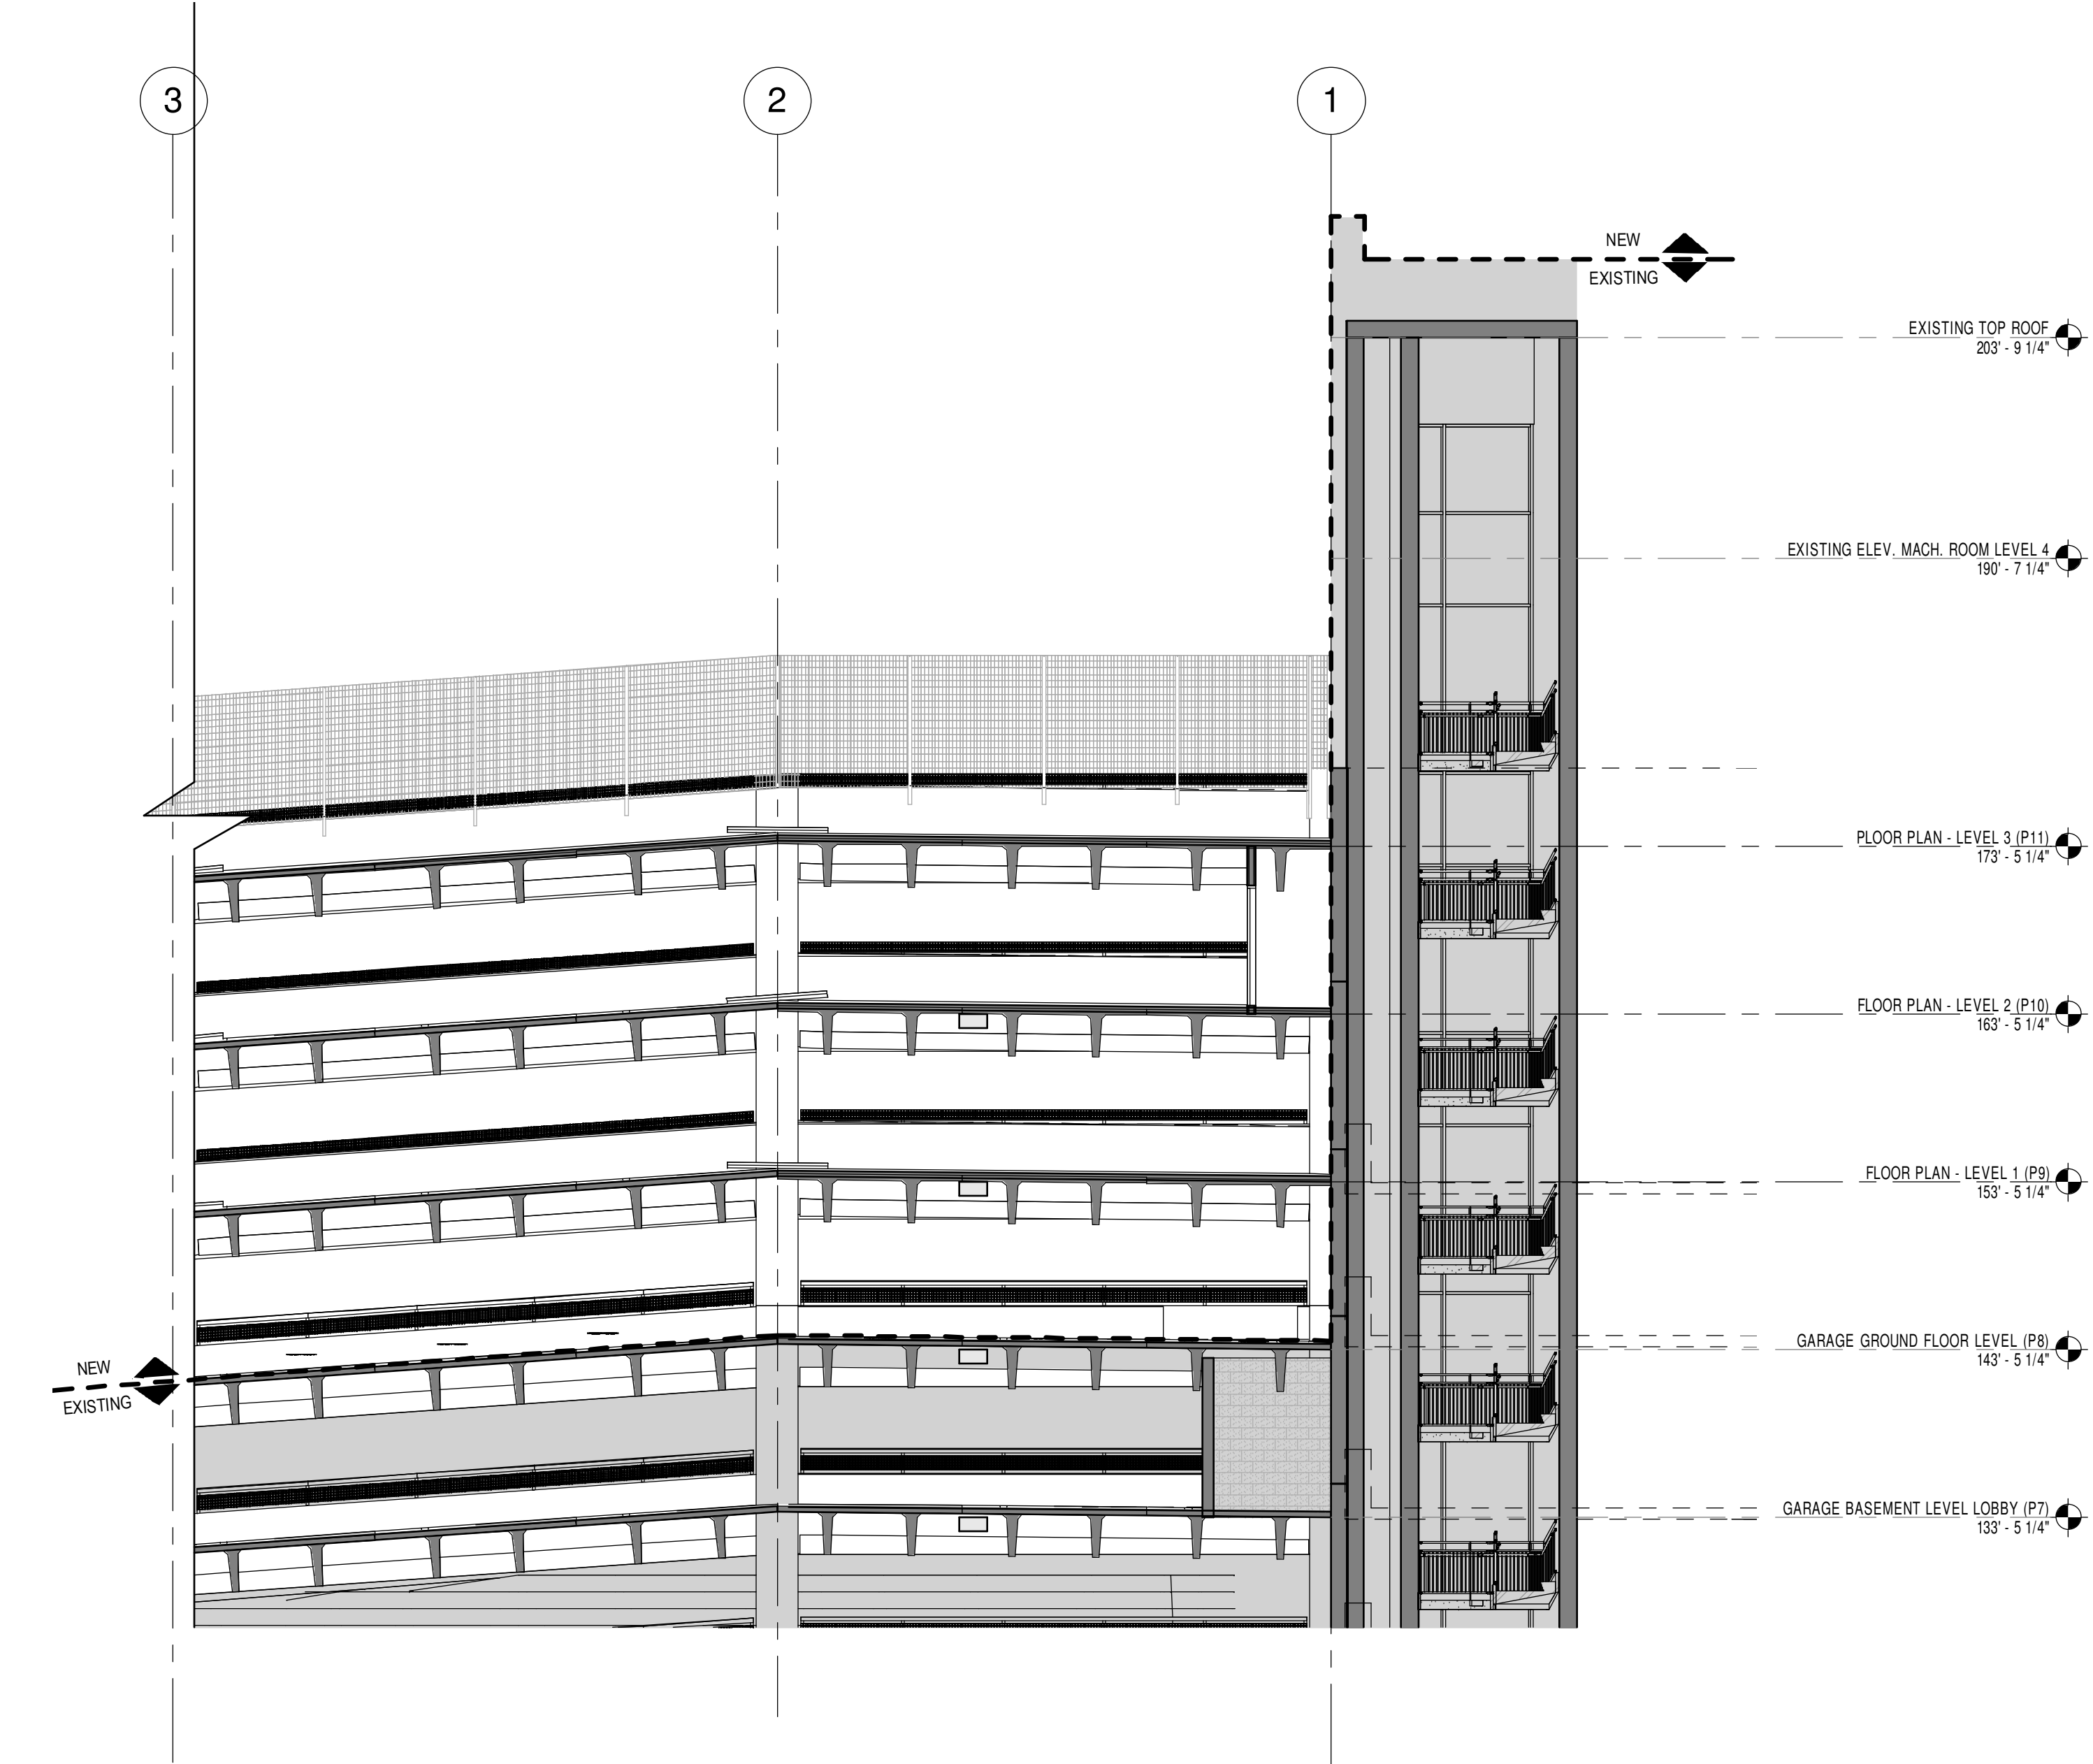 3
2
1
NEW
EXISTING
EXISTING TOP ROOF
203' - 9 1/4"
EXISTING ELEV. MACH. ROOM LEVEL 4
190' - 7 1/4"
PLOOR PLAN - LEVEL 3 (P11)
173' - 5 1/4"
FLOOR PLAN - LEVEL 2 (P10)
163' - 5 1/4"
FLOOR PLAN - LEVEL 1 (P9)
153' - 5 1/4"
GARAGE GROUND FLOOR LEVEL (P8)
143' - 5 1/4"
NEW
EXISTING
GARAGE BASEMENT LEVEL LOBBY (P7)
133' - 5 1/4"